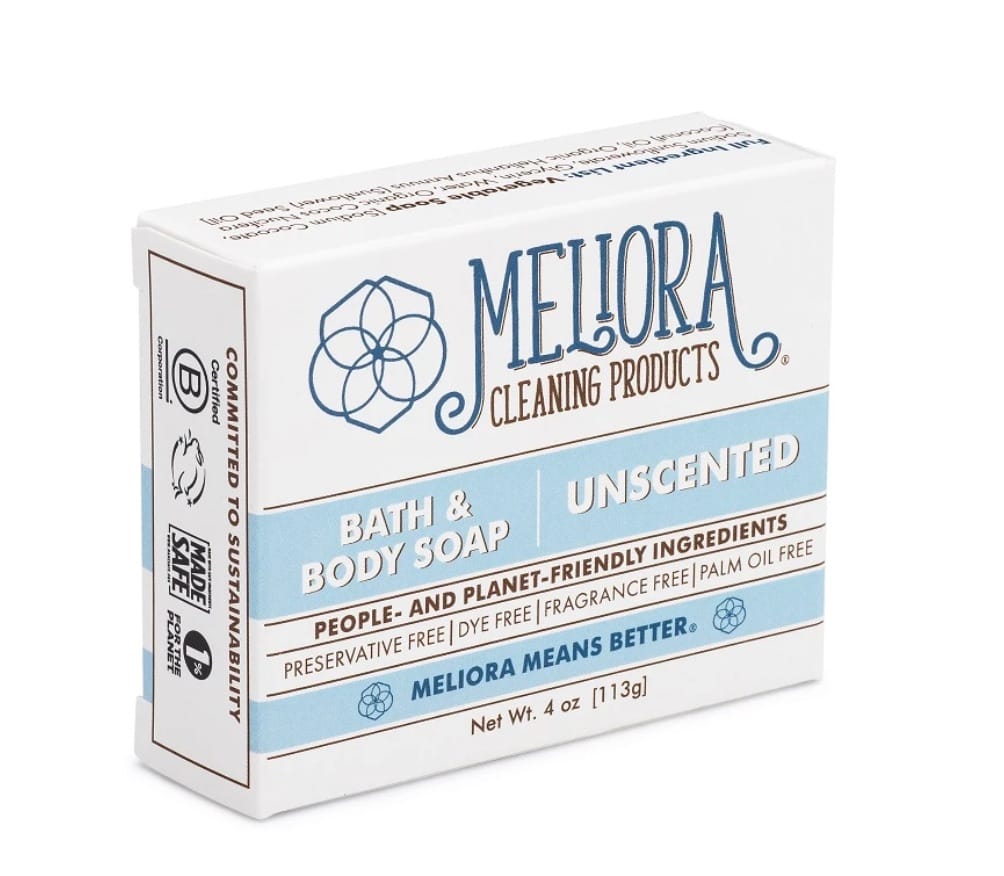 MELIORA
CLEANING PRODUCTS®
BATH &
BODY SOAP
UNSCENTED
PEOPLE- AND PLANET-FRIENDLY INGREDIENTS
PRESERVATIVE FREE | DYE FREE | FRAGRANCE FREE | PALM OIL FREE
MELIORA MEANS BETTER®
Net Wt. 4 oz [113g]
COMMITTED TO SUSTAINABILITY
Certified
B
Corporation
MADE
SAFE
1%
FOR THE
PLANET
Full Ingredient List: Vegetable Soap [Sodium Cocoate,
Sodium Sunflowerate, Glycerin, Water, Organic Cocos Nucifera
(Coconut) Oil, Organic Helianthus Annuus (Sunflower) Seed Oil]